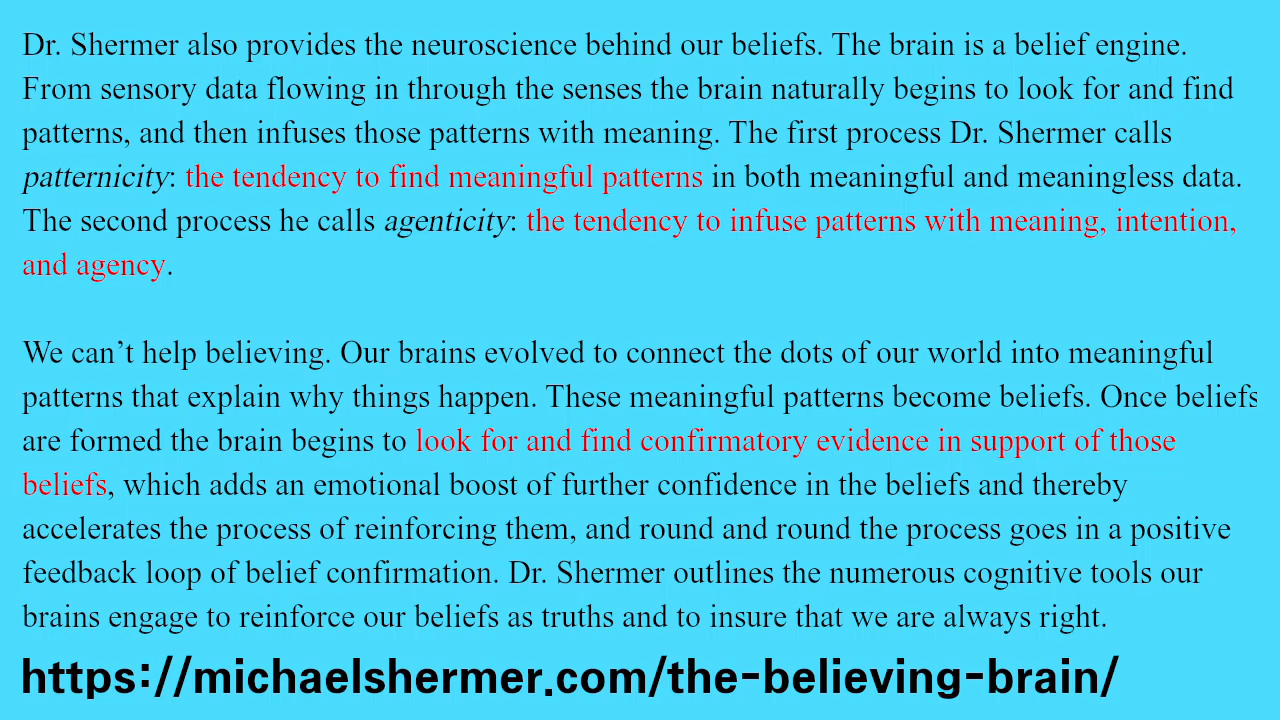 Dr. Shermer also provides the neuroscience behind our beliefs. The brain is a belief engine.
From sensory data flowing in through the senses the brain naturally begins to look for and find
patterns, and then infuses those patterns with meaning. The first process Dr. Shermer calls
patternicity: the tendency to find meaningful patterns in both meaningful and meaningless data.
The second process he calls agenticity: the tendency to infuse patterns with meaning, intention,
and agency.
We can’t help believing. Our brains evolved to connect the dots of our world into meaningful
patterns that explain why things happen. These meaningful patterns become beliefs. Once beliefs
are formed the brain begins to look for and find confirmatory evidence in support of those
beliefs, which adds an emotional boost of further confidence in the beliefs and thereby
accelerates the process of reinforcing them, and round and round the process goes in a positive
feedback loop of belief confirmation. Dr. Shermer outlines the numerous cognitive tools our
brains engage to reinforce our beliefs as truths and to insure that we are always right.
https://michaelshermer.com/the-believing-brain/